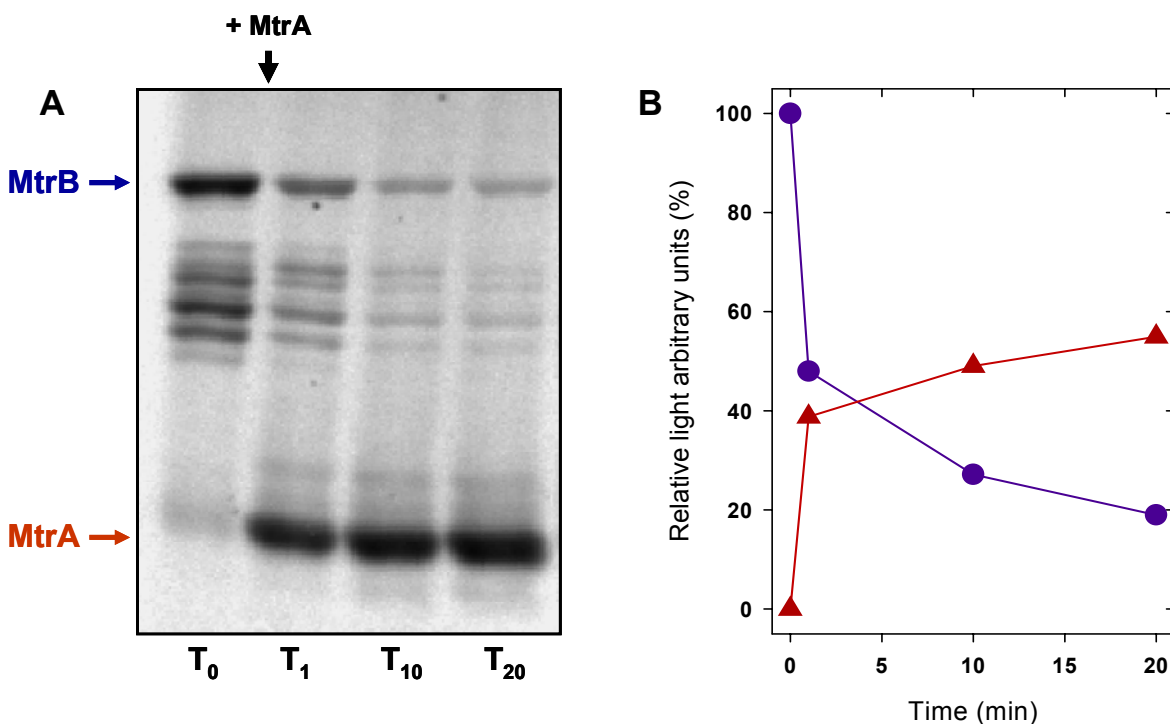 + MtrA
A
MtrB
MtrA
T0 T1 T10 T20
B
Relative light arbitrary units (%)
100
80
60
40
20
0
0 5 10 15 20
Time (min)